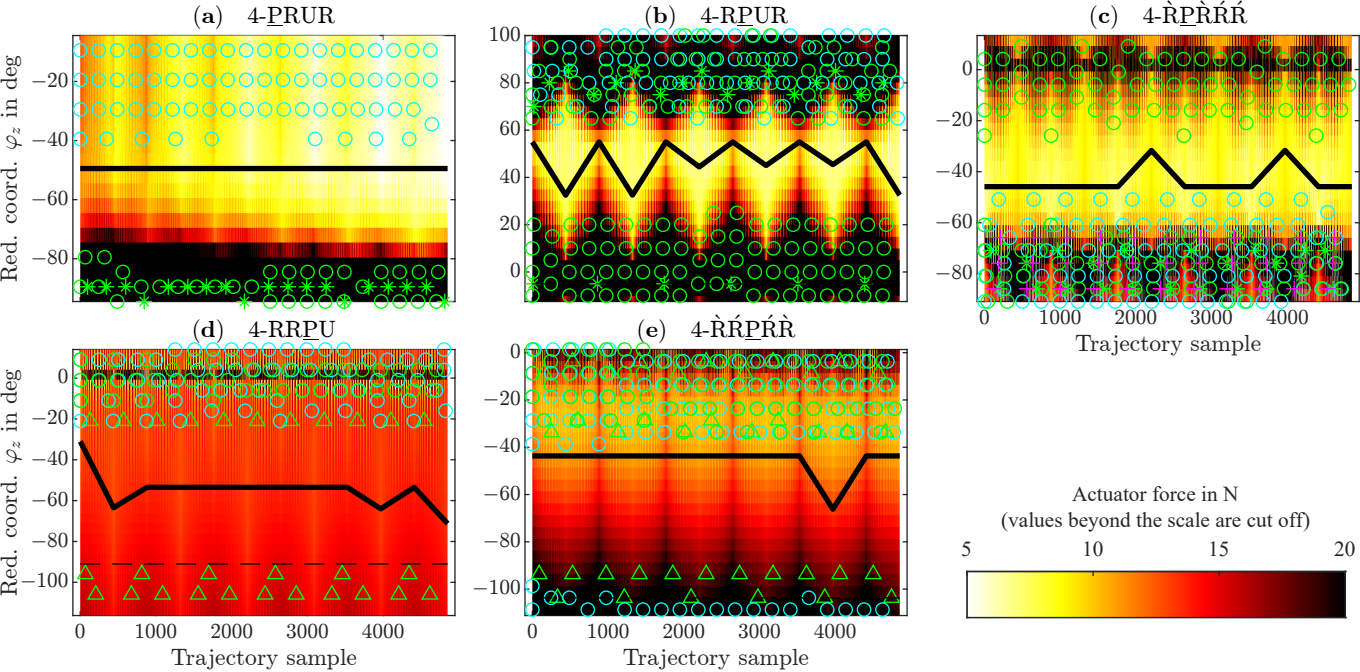 (a) 4-PRUR
(b) 4-RPUR
(c) 4-R̀PR̀ŔŔ
Red. coord. φz in deg
−20
−40
−60
−80
100
80
60
40
20
0
0
−20
−40
−60
−80
0 1000 2000 3000 4000
Trajectory sample
(d) 4-RRPU
(e) 4-R̀ŔPŔR̀
Red. coord. φz in deg
0
−20
−40
−60
−80
−100
0 1000 2000 3000 4000
Trajectory sample
0
−20
−40
−60
−80
−100
0 1000 2000 3000 4000
Trajectory sample
Actuator force in N
(values beyond the scale are cut off)
5 10 15 20